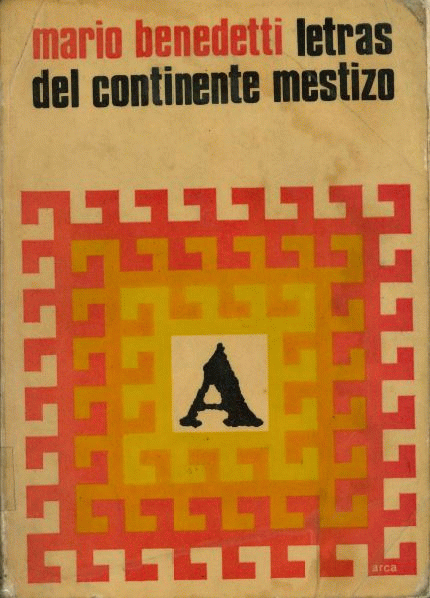 mario benedetti letras
del continente mestizo
A
arca